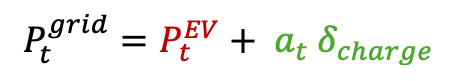 P_t^{grid} = P_t^{EV} + a_t δ_{charge}